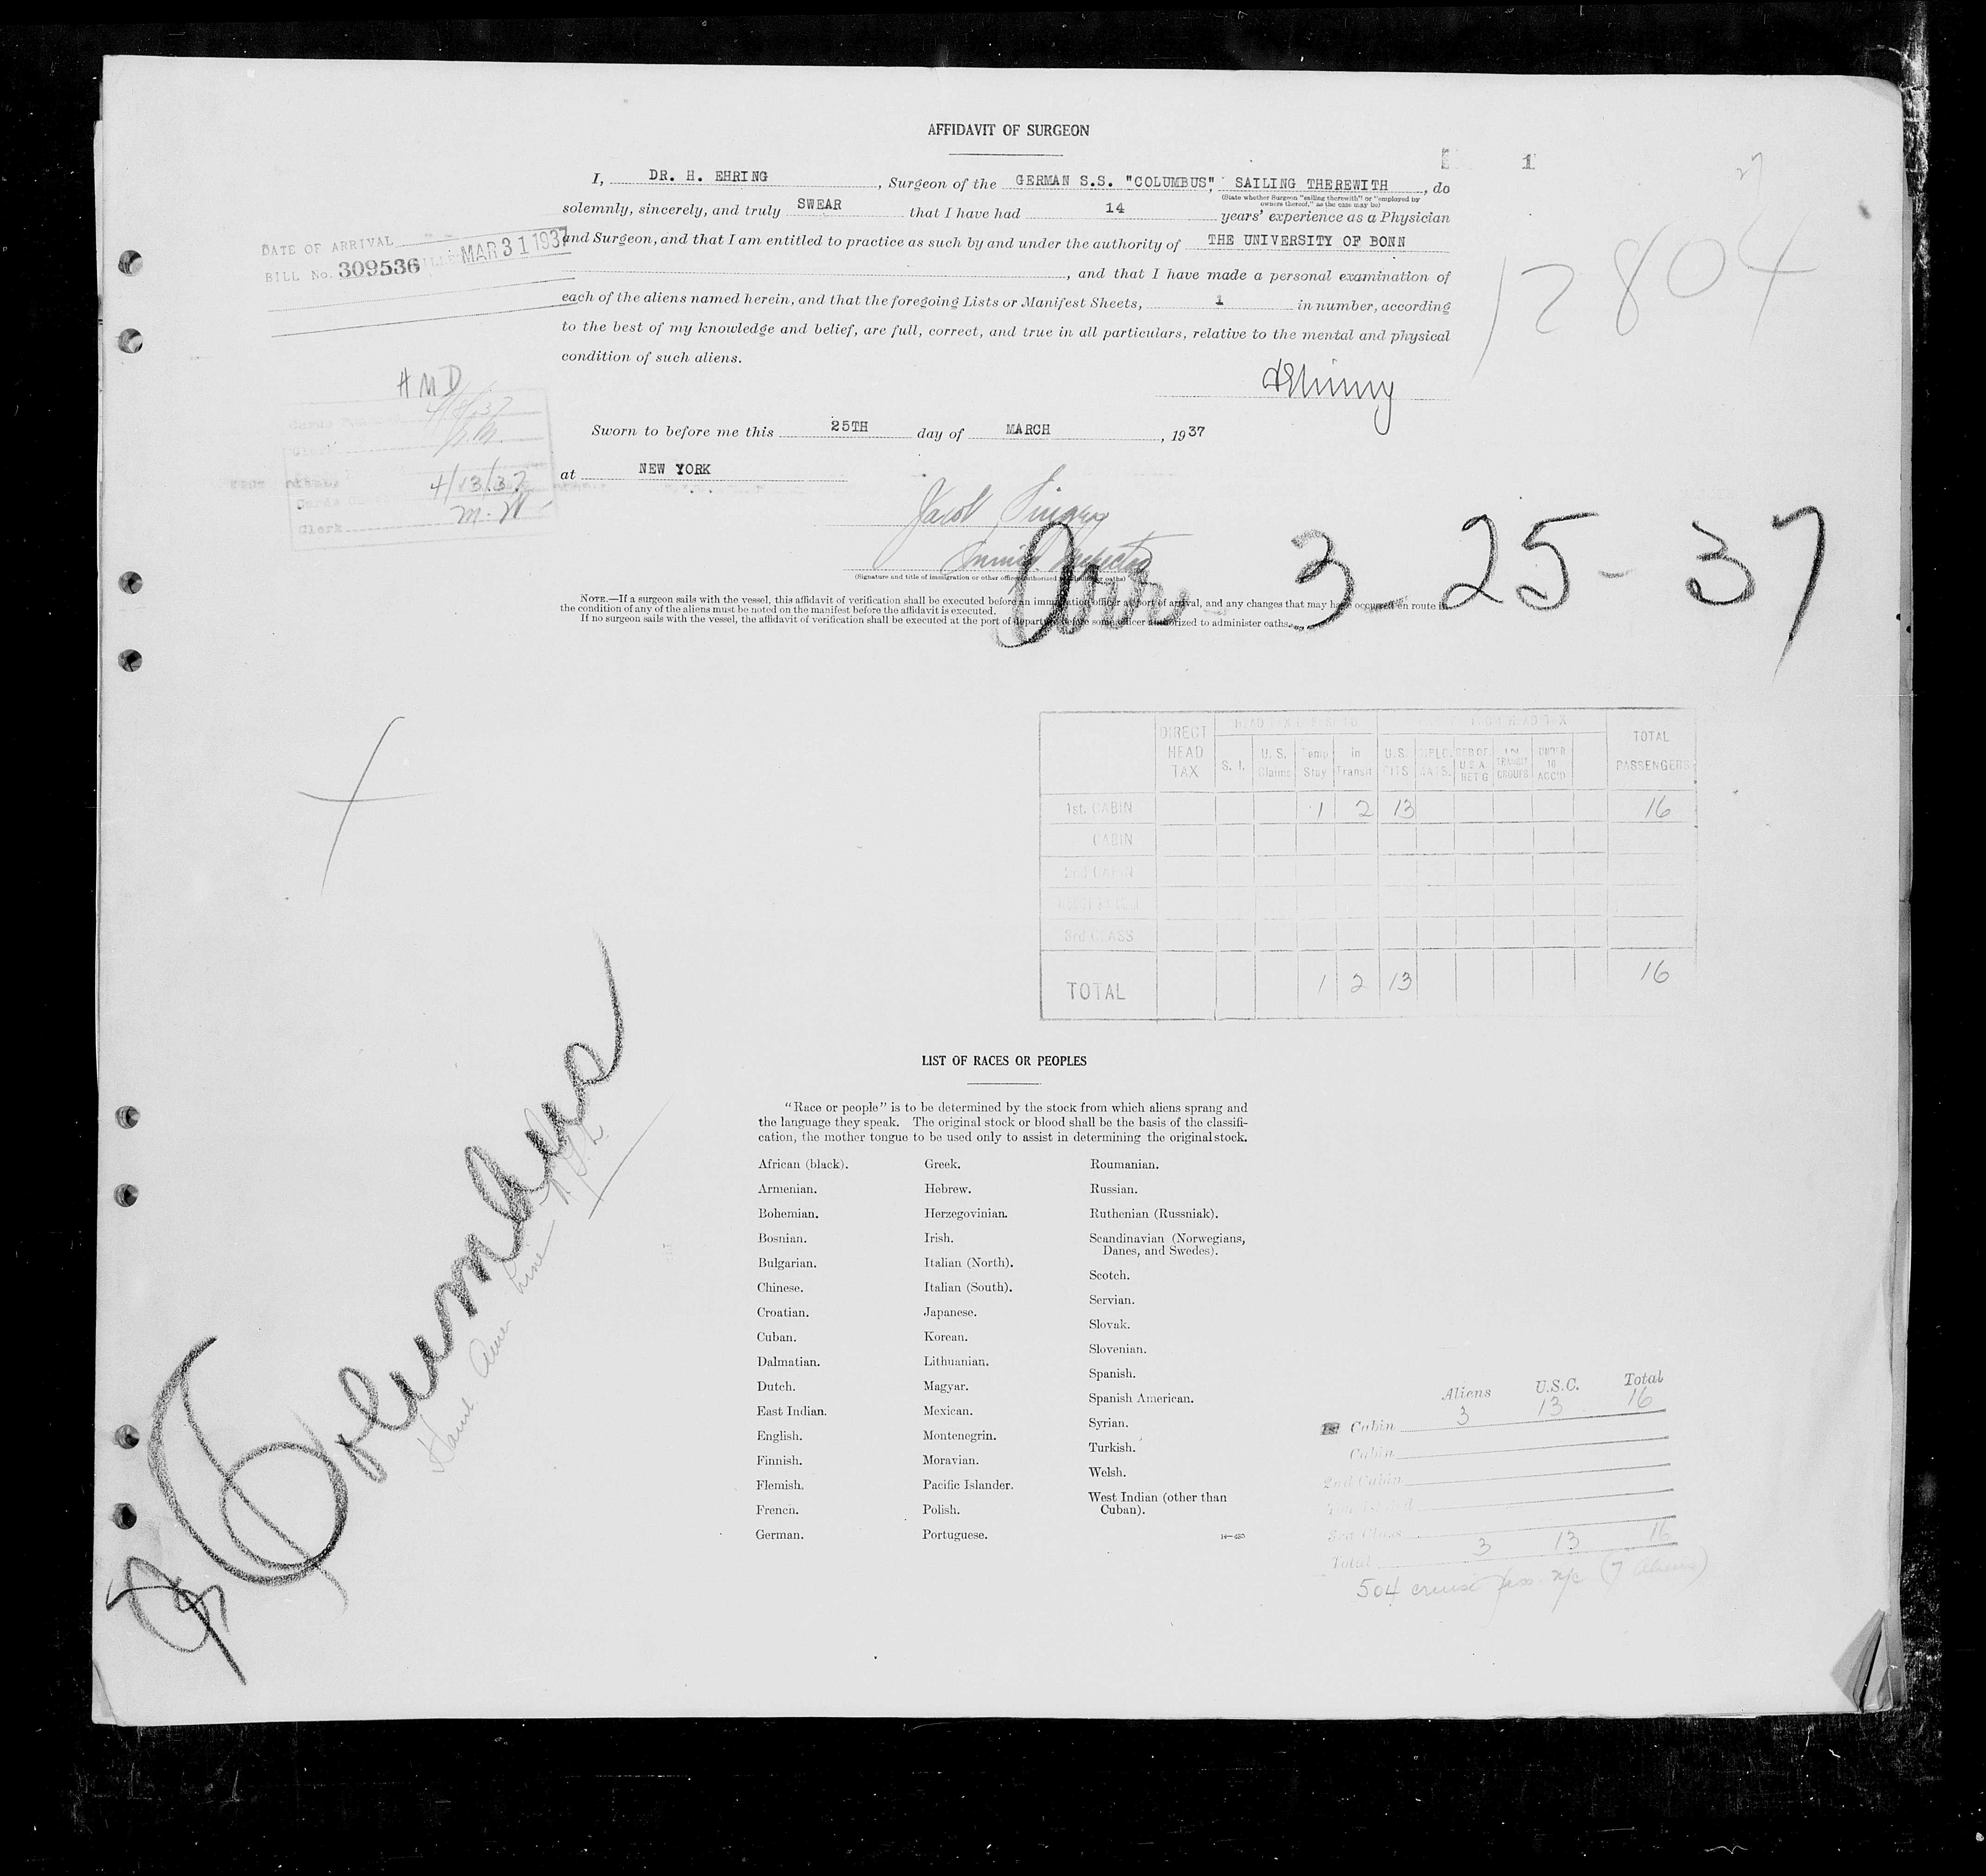 AFFIDAVIT OF SURGEON
1
27
I, DR. H. EHRING, Surgeon of the GERMAN S.S. "COLUMBUS", SAILING THEREWITH, do
(State whether Surgeon "sailing therewith" or "employed by
owners thereof," as the case may be)
solemnly, sincerely, and truly SWEAR that I have had 14 years' experience as a Physician
and Surgeon, and that I am entitled to practice as such by and under the authority of THE UNIVERSITY OF BONN
, and that I have made a personal examination of
each of the aliens named herein, and that the foregoing Lists or Manifest Sheets, 1 in number, according
to the best of my knowledge and belief, are full, correct, and true in all particulars, relative to the mental and physical
condition of such aliens.
DATE OF ARRIVAL
BILL No. 309536 MAR 31 1937
12804
HMD
4/8/37
Clerk
4/13/37
Clerk
Sworn to before me this 25TH day of MARCH, 1937
at NEW YORK
Jacob
(Signature and title of immigration or other officer authorized to administer oaths)
Arr. 3-25-37
NOTE.—If a surgeon sails with the vessel, this affidavit of verification shall be executed before an immigration officer at port of arrival, and any changes that may have occurred en route in
the condition of any of the aliens must be noted on the manifest before the affidavit is executed.
If no surgeon sails with the vessel, the affidavit of verification shall be executed at the port of departure before some officer authorized to administer oaths.
DIRECT HEAD TAX S. I. U. S. Claims Temp Stay in Transit U.S. CITS DIPLO. UNDER 16 ACC'D TOTAL PASSENGERS
1st. CABIN 1 2 13 16
CABIN
2nd CABIN
3rd CLASS
TOTAL 1 2 13 16
Columbus
Line
LIST OF RACES OR PEOPLES
"Race or people" is to be determined by the stock from which aliens sprang and
the language they speak. The original stock or blood shall be the basis of the classifi-
cation, the mother tongue to be used only to assist in determining the original stock.
African (black).
Armenian.
Bohemian.
Bosnian.
Bulgarian.
Chinese.
Croatian.
Cuban.
Dalmatian.
Dutch.
East Indian.
English.
Finnish.
Flemish.
French.
German.
Greek.
Hebrew.
Herzegovinian.
Irish.
Italian (North).
Italian (South).
Japanese.
Korean.
Lithuanian.
Magyar.
Mexican.
Montenegrin.
Moravian.
Pacific Islander.
Polish.
Portuguese.
Roumanian.
Russian.
Ruthenian (Russniak).
Scandinavian (Norwegians,
Danes, and Swedes).
Scotch.
Servian.
Slovak.
Slovenian.
Spanish.
Spanish American.
Syrian.
Turkish.
Welsh.
West Indian (other than
Cuban).
14—485
Aliens U.S.C. Total
1st Cabin 3 13 16
Cabin
2nd Cabin
3rd Class
Total 3 13 16
504 cruise pass. (7 aliens)